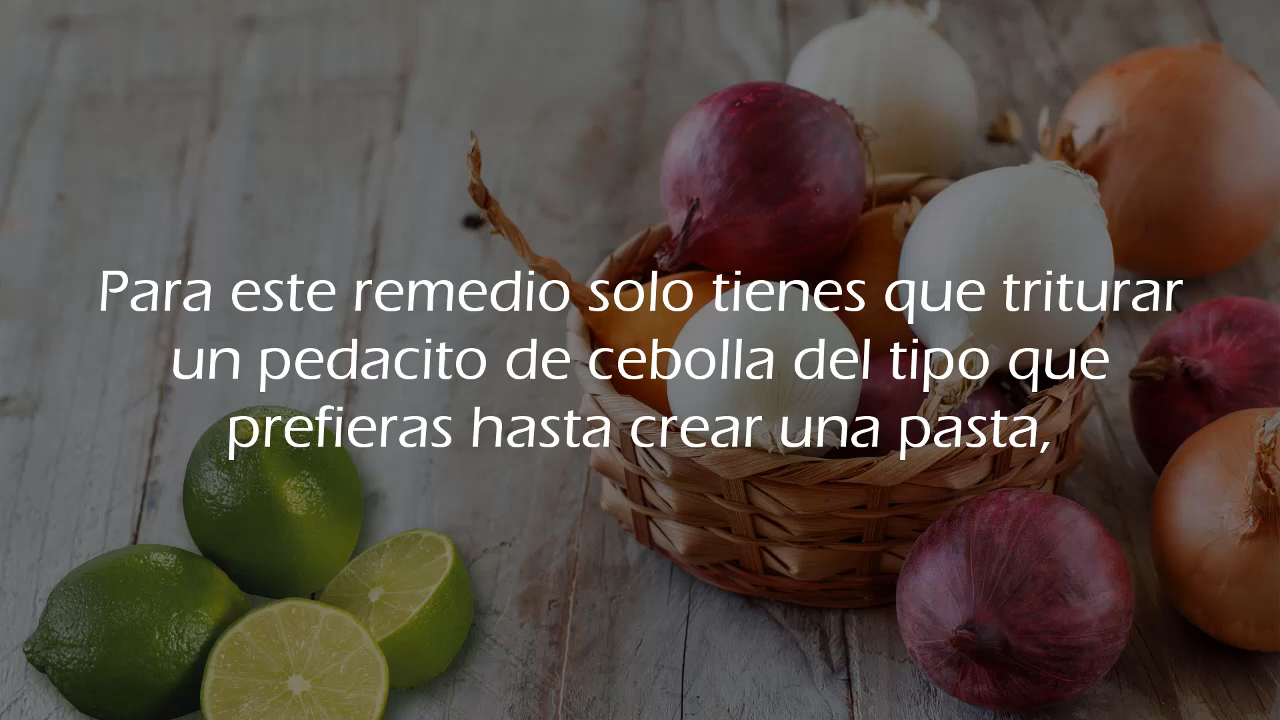 Para este remedio solo tienes que triturar
un pedacito de cebolla del tipo que
prefieras hasta crear una pasta,